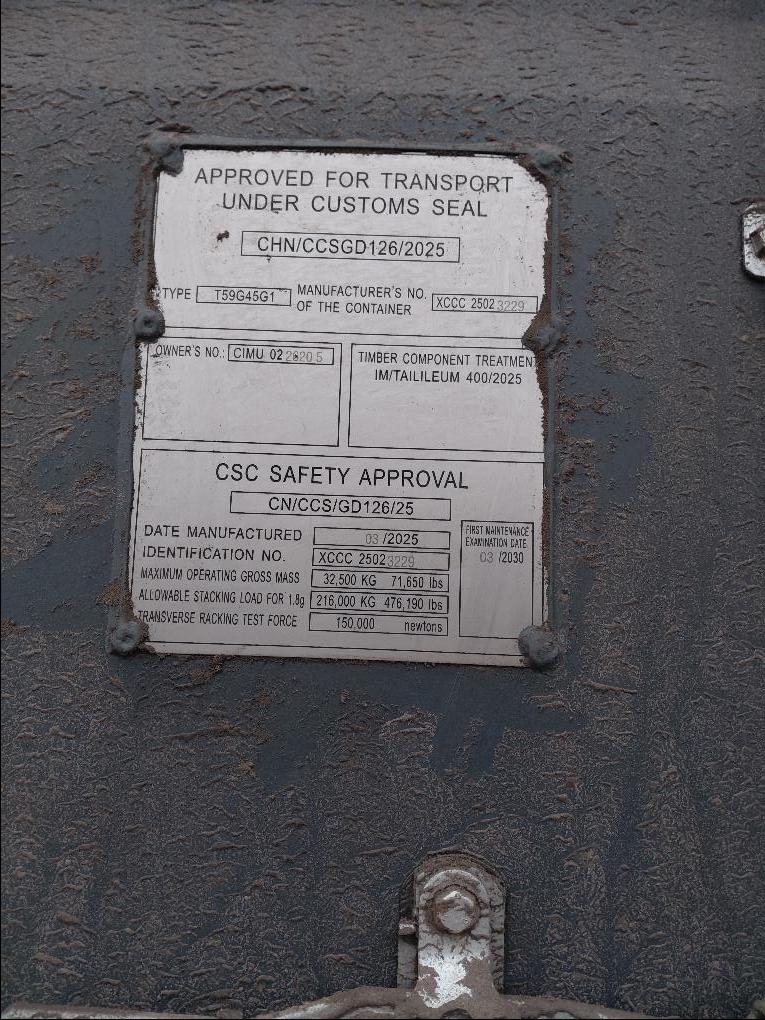 APPROVED FOR TRANSPORT
UNDER CUSTOMS SEAL
CHN/CCSGD126/2025
TYPE T59G45G1 MANUFACTURER'S NO. OF THE CONTAINER XCCC 2502 3229
OWNER'S NO.: CIMU 02 2620 5
TIMBER COMPONENT TREATMENT
IM/TAILILEUM 400/2025
CSC SAFETY APPROVAL
CN/CCS/GD126/25
DATE MANUFACTURED 03 /2025
IDENTIFICATION NO. XCCC 2502 3229
MAXIMUM OPERATING GROSS MASS 32,500 KG 71,650 lbs
ALLOWABLE STACKING LOAD FOR 1.8g 216,000 KG 476,190 lbs
TRANSVERSE RACKING TEST FORCE 150,000 newtons
FIRST MAINTENANCE
EXAMINATION DATE
03 /2030